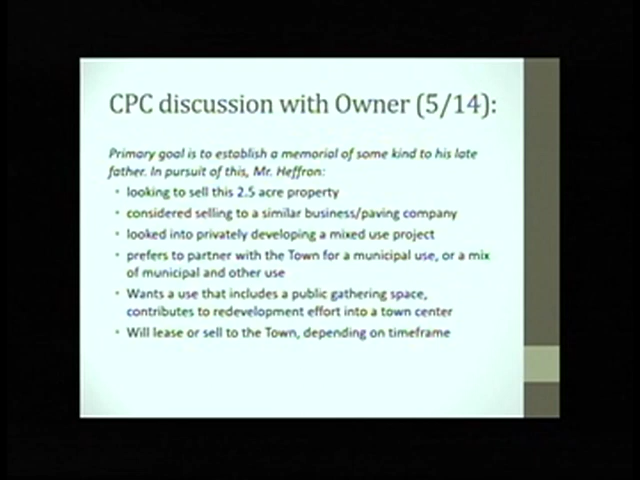 CPC discussion with Owner (5/14):
Primary goal is to establish a memorial of some kind to his late
father. In pursuit of this, Mr. Heffron:
• looking to sell this 2.5 acre property
• considered selling to a similar business/paving company
• looked into privately developing a mixed use project
• prefers to partner with the Town for a municipal use, or a mix
of municipal and other use
• Wants a use that includes a public gathering space,
contributes to redevelopment effort into a town center
• Will lease or sell to the Town, depending on timeframe